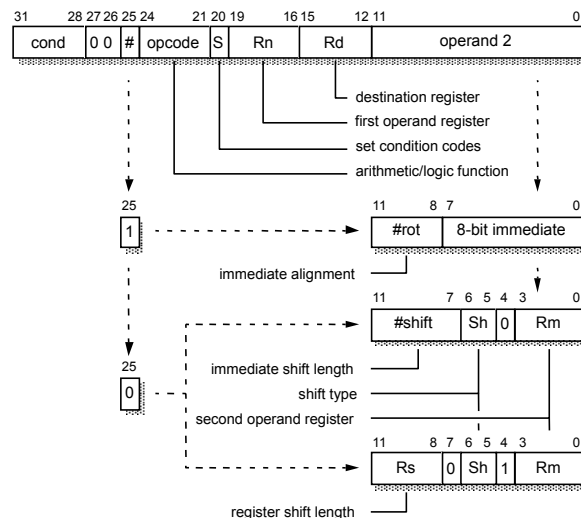 31 28 27 26 25 24 21 20 19 16 15 12 11 0
cond 0 0 # opcode S Rn Rd operand 2
destination register
first operand register
set condition codes
arithmetic/logic function
25 11 8 7 0
1 #rot 8-bit immediate
immediate alignment
11 7 6 5 4 3 0
#shift Sh 0 Rm
25
0
immediate shift length
shift type
second operand register
11 8 7 6 5 4 3 0
Rs 0 Sh 1 Rm
register shift length